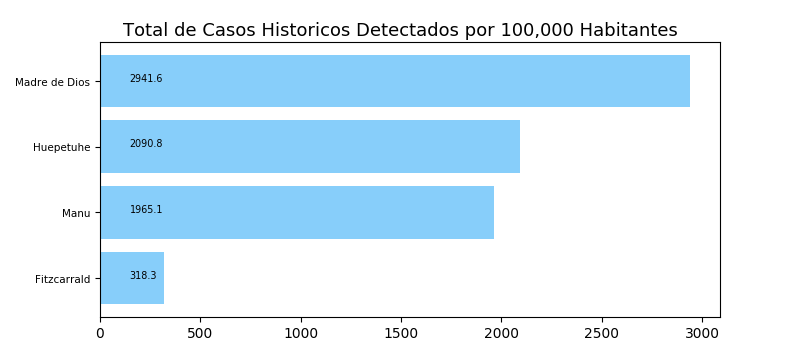 Total de Casos Historicos Detectados por 100,000 Habitantes
Madre de Dios 2941.6
Huepetuhe 2090.8
Manu 1965.1
Fitzcarrald 318.3
0 500 1000 1500 2000 2500 3000